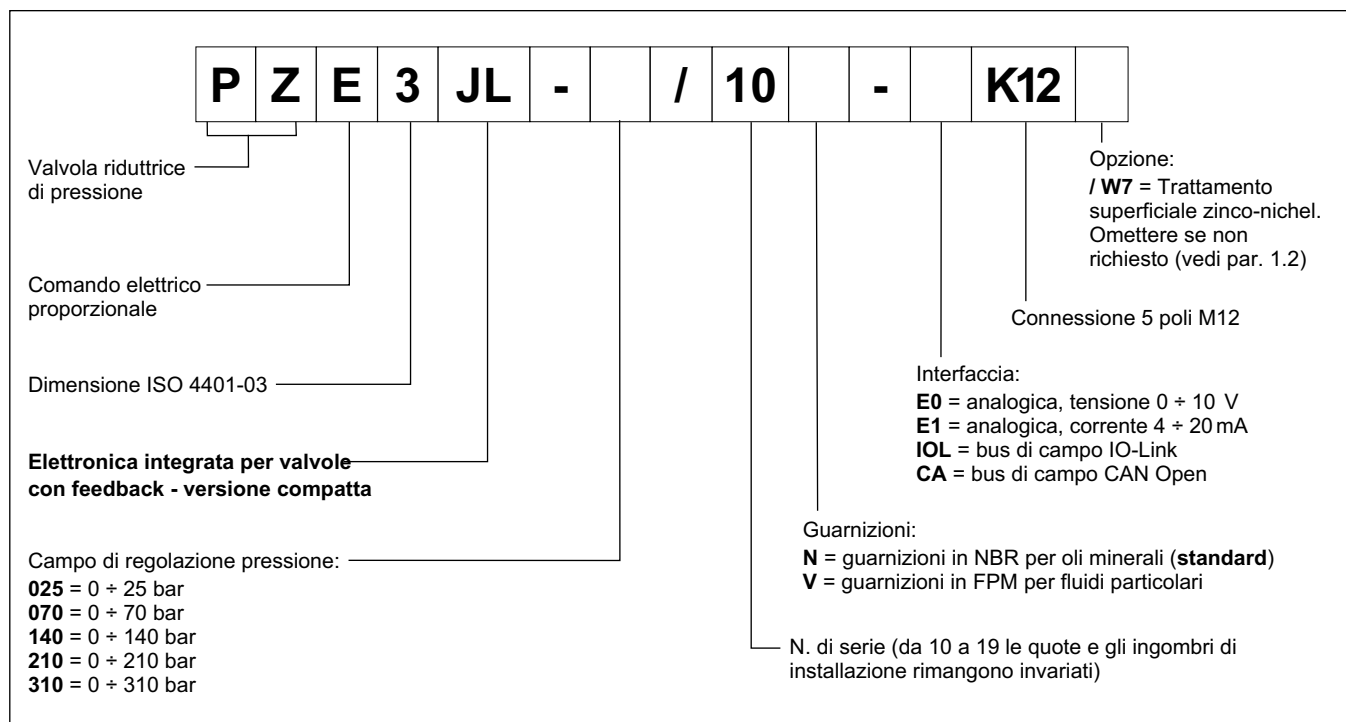 P Z E 3 JL - / 10 - K12
Valvola riduttrice
di pressione
Comando elettrico
proporzionale
Dimensione ISO 4401-03
Elettronica integrata per valvole
con feedback - versione compatta
Campo di regolazione pressione:
025 = 0 ÷ 25 bar
070 = 0 ÷ 70 bar
140 = 0 ÷ 140 bar
210 = 0 ÷ 210 bar
310 = 0 ÷ 310 bar
Opzione:
/ W7 = Trattamento
superficiale zinco-nichel.
Omettere se non
richiesto (vedi par. 1.2)
Connessione 5 poli M12
Interfaccia:
E0 = analogica, tensione 0 ÷ 10 V
E1 = analogica, corrente 4 ÷ 20 mA
IOL = bus di campo IO-Link
CA = bus di campo CAN Open
Guarnizioni:
N = guarnizioni in NBR per oli minerali (standard)
V = guarnizioni in FPM per fluidi particolari
N. di serie (da 10 a 19 le quote e gli ingombri di
installazione rimangono invariati)